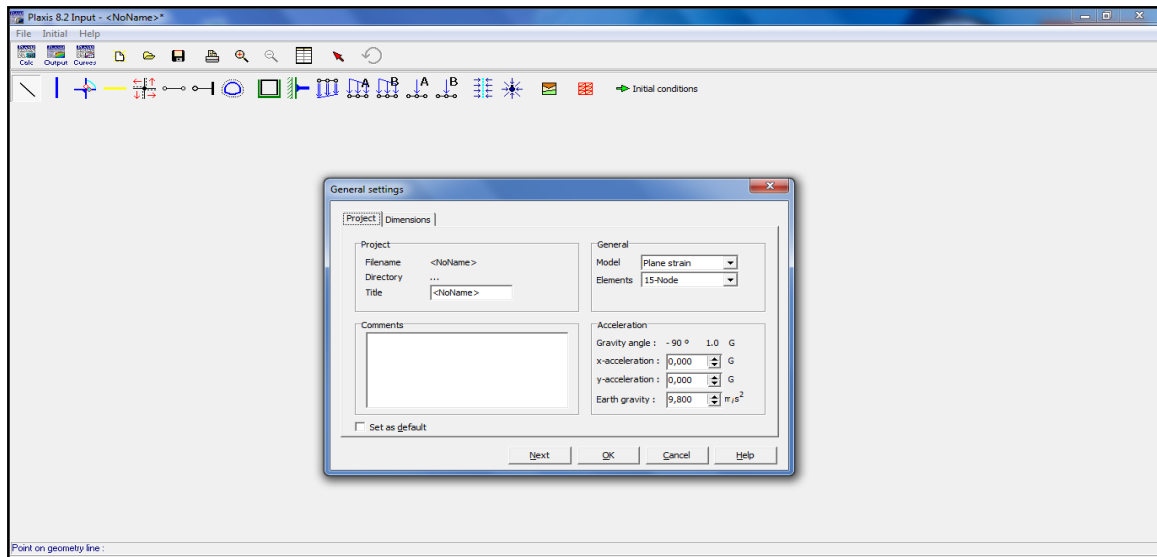 Plaxis 8.2 Input - <NoName>*
File Initial Help
PLAXIS PLAXIS PLAXIS
Calc Output Curves
A B A B Initial conditions
General settings
Project Dimensions
Project
Filename <NoName>
Directory ...
Title <NoName>
General
Model Plane strain
Elements 15-Node
Comments
Acceleration
Gravity angle : - 90 º 1.0 G
x-acceleration : 0,000 G
y-acceleration : 0,000 G
Earth gravity : 9,800 m/s²
Set as default
Next OK Cancel Help
Point on geometry line :